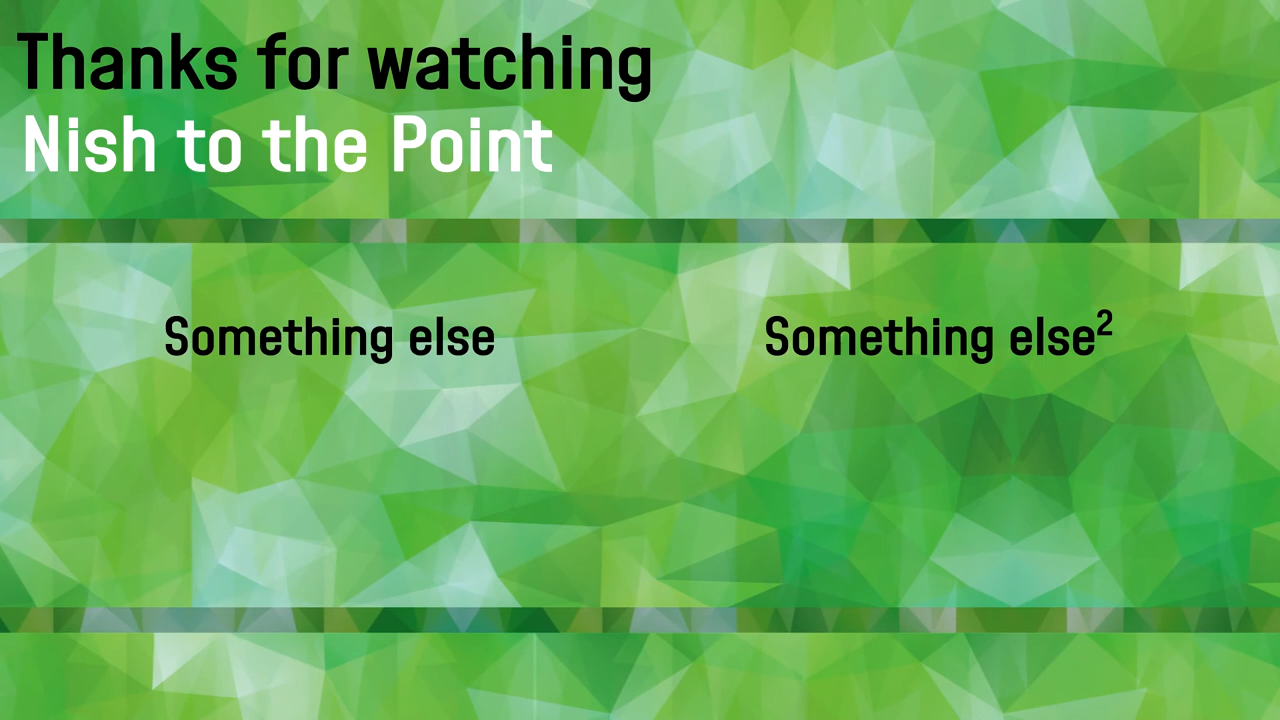 Thanks for watching
Nish to the Point
Something else
Something else²